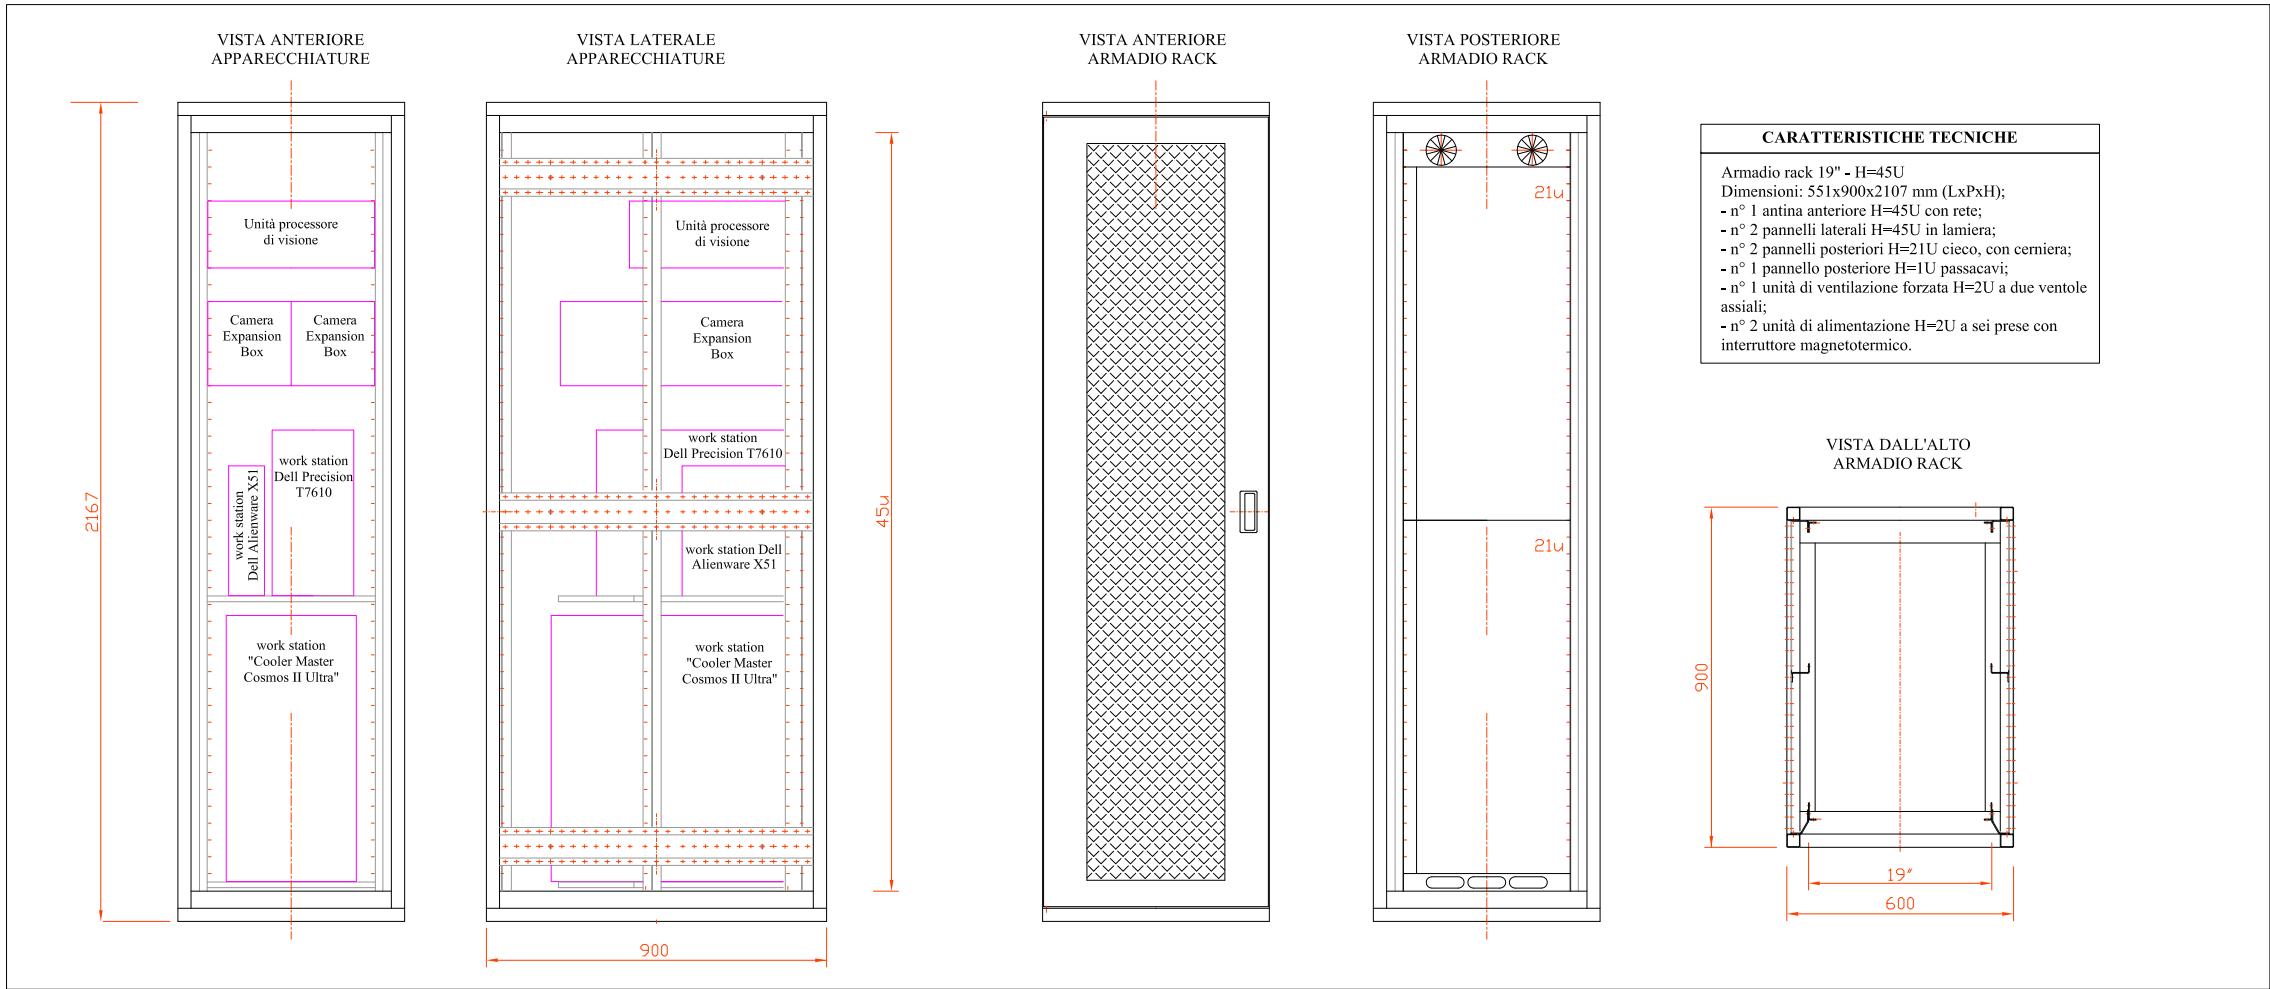 VISTA ANTERIORE
APPARECCHIATURE
VISTA LATERALE
APPARECCHIATURE
VISTA ANTERIORE
ARMADIO RACK
VISTA POSTERIORE
ARMADIO RACK
2167
Unità processore
di visione
Camera
Expansion
Box
Camera
Expansion
Box
work station
Dell Precision
T7610
work station
Dell Alienware X51
work station
"Cooler Master
Cosmos II Ultra"
Unità processore
di visione
Camera
Expansion
Box
work station
Dell Precision T7610
work station Dell
Alienware X51
work station
"Cooler Master
Cosmos II Ultra"
45u
900
21u
21u
CARATTERISTICHE TECNICHE
Armadio rack 19" - H=45U
Dimensioni: 551x900x2107 mm (LxPxH);
- n° 1 antina anteriore H=45U con rete;
- n° 2 pannelli laterali H=45U in lamiera;
- n° 2 pannelli posteriori H=21U cieco, con cerniera;
- n° 1 pannello posteriore H=1U passacavi;
- n° 1 unità di ventilazione forzata H=2U a due ventole
assiali;
- n° 2 unità di alimentazione H=2U a sei prese con
interruttore magnetotermico.
VISTA DALL'ALTO
ARMADIO RACK
900
19"
600